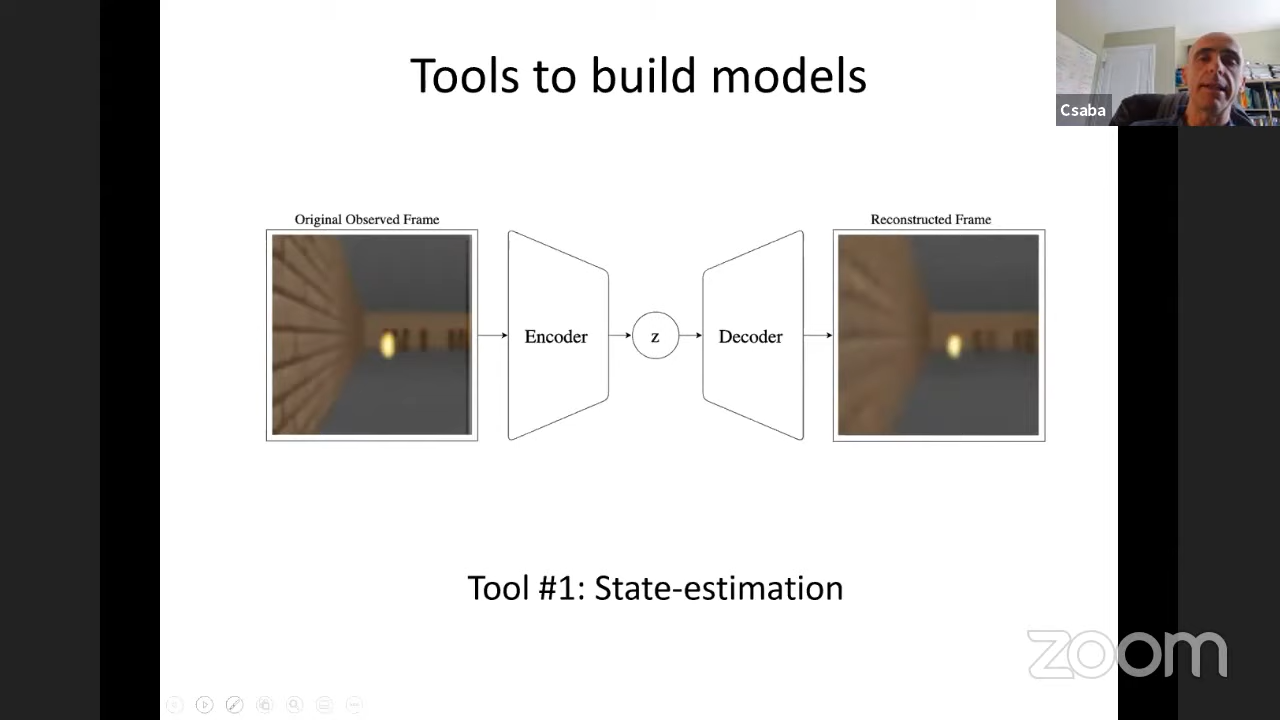 Tools to build models
Csaba
Original Observed Frame
Reconstructed Frame
Encoder
z
Decoder
Tool #1: State-estimation
zoom